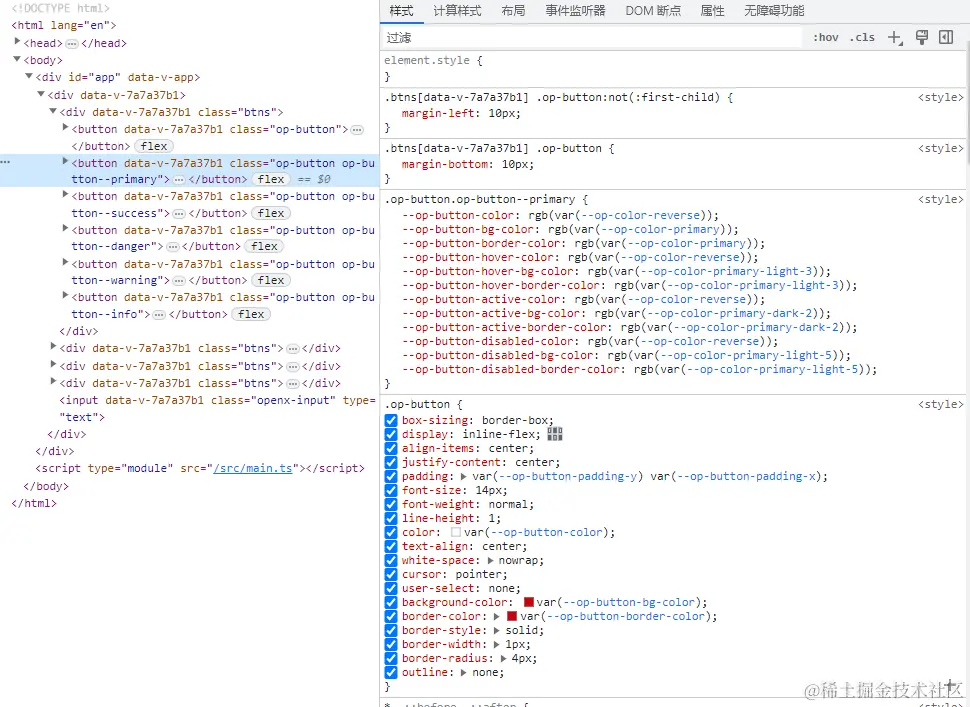 <!DOCTYPE html>
<html lang="en">
<head> ⋯ </head>
<body>
<div id="app" data-v-app>
<div data-v-7a7a37b1>
<div data-v-7a7a37b1 class="btns">
<button data-v-7a7a37b1 class="op-button"> ⋯
</button> flex
⋯ <button data-v-7a7a37b1 class="op-button op-bu
tton--primary"> ⋯ </button> flex == $0
<button data-v-7a7a37b1 class="op-button op-bu
tton--success"> ⋯ </button> flex
<button data-v-7a7a37b1 class="op-button op-bu
tton--danger"> ⋯ </button> flex
<button data-v-7a7a37b1 class="op-button op-bu
tton--warning"> ⋯ </button> flex
<button data-v-7a7a37b1 class="op-button op-bu
tton--info"> ⋯ </button> flex
</div>
<div data-v-7a7a37b1 class="btns"> ⋯ </div>
<div data-v-7a7a37b1 class="btns"> ⋯ </div>
<div data-v-7a7a37b1 class="btns"> ⋯ </div>
<input data-v-7a7a37b1 class="openx-input" type=
"text">
</div>
</div>
<script type="module" src="/src/main.ts"></script>
</body>
</html>
样式 计算样式 布局 事件监听器 DOM 断点 属性 无障碍功能
过滤 :hov .cls
element.style {
}
.btns[data-v-7a7a37b1] .op-button:not(:first-child) { <style>
margin-left: 10px;
}
.btns[data-v-7a7a37b1] .op-button { <style>
margin-bottom: 10px;
}
.op-button.op-button--primary { <style>
--op-button-color: rgb(var(--op-color-reverse));
--op-button-bg-color: rgb(var(--op-color-primary));
--op-button-border-color: rgb(var(--op-color-primary));
--op-button-hover-color: rgb(var(--op-color-reverse));
--op-button-hover-bg-color: rgb(var(--op-color-primary-light-3));
--op-button-hover-border-color: rgb(var(--op-color-primary-light-3));
--op-button-active-color: rgb(var(--op-color-reverse));
--op-button-active-bg-color: rgb(var(--op-color-primary-dark-2));
--op-button-active-border-color: rgb(var(--op-color-primary-dark-2));
--op-button-disabled-color: rgb(var(--op-color-reverse));
--op-button-disabled-bg-color: rgb(var(--op-color-primary-light-5));
--op-button-disabled-border-color: rgb(var(--op-color-primary-light-5));
}
.op-button { <style>
box-sizing: border-box;
display: inline-flex;
align-items: center;
justify-content: center;
padding: var(--op-button-padding-y) var(--op-button-padding-x);
font-size: 14px;
font-weight: normal;
line-height: 1;
color: var(--op-button-color);
text-align: center;
white-space: nowrap;
cursor: pointer;
user-select: none;
background-color: var(--op-button-bg-color);
border-color: var(--op-button-border-color);
border-style: solid;
border-width: 1px;
border-radius: 4px;
outline: none;
}
@稀土掘金技术社区